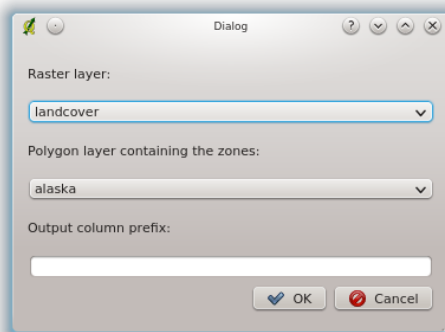 Dialog
Raster layer:
landcover
Polygon layer containing the zones:
alaska
Output column prefix:
OK
Cancel